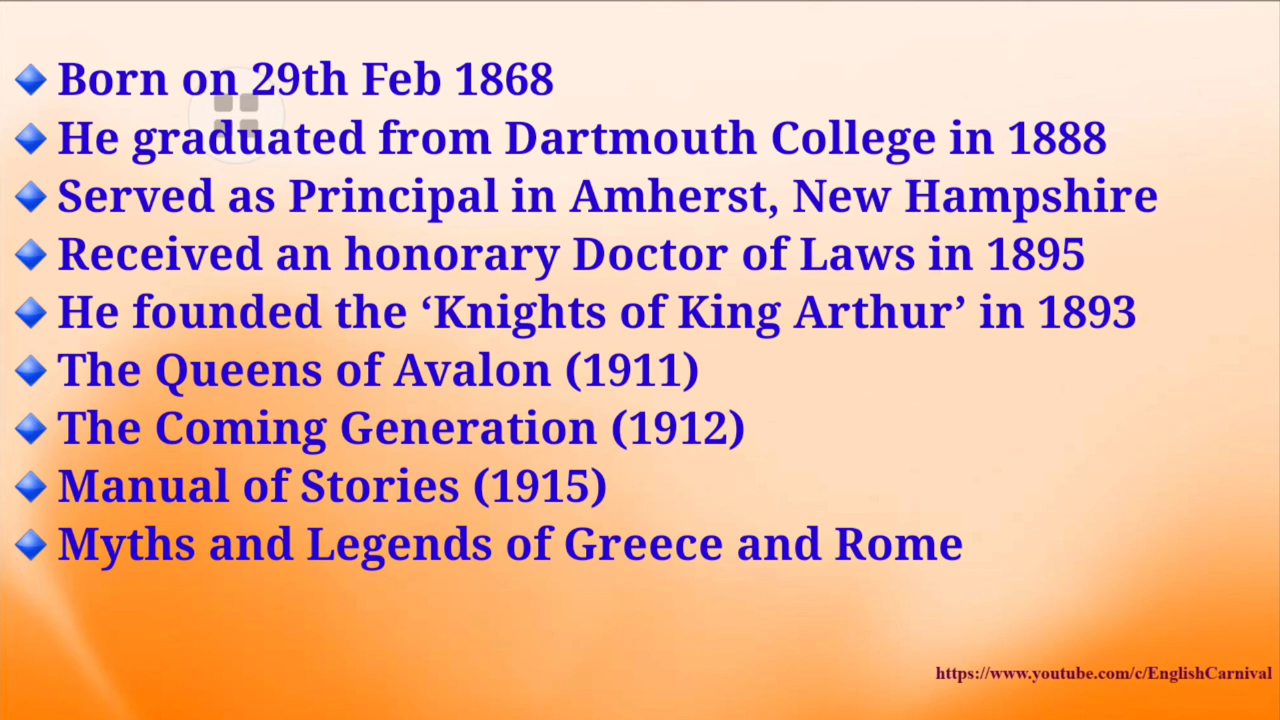 Born on 29th Feb 1868
He graduated from Dartmouth College in 1888
Served as Principal in Amherst, New Hampshire
Received an honorary Doctor of Laws in 1895
He founded the ‘Knights of King Arthur’ in 1893
The Queens of Avalon (1911)
The Coming Generation (1912)
Manual of Stories (1915)
Myths and Legends of Greece and Rome
https://www.youtube.com/c/EnglishCarnival